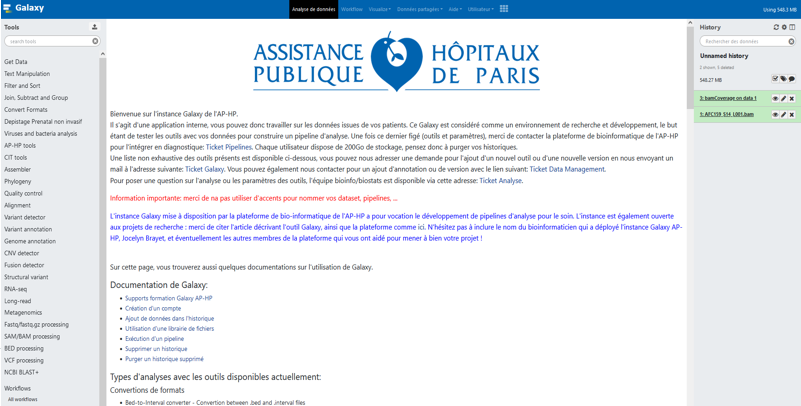 Galaxy
Analyse de données
Workflow
Visualize
Données partagées
Aide
Utilisateur
Using 548.3 MB
Tools
search tools
Get Data
Text Manipulation
Filter and Sort
Join, Subtract and Group
Convert Formats
Depistage Prenatal non invasif
Viruses and bacteria analysis
AP-HP tools
CIT tools
Assembler
Phylogeny
Quality control
Alignment
Variant detector
Variant annotation
Genome annotation
CNV detector
Fusion detector
Structural variant
RNA-seq
Long-read
Metagenomics
Fastq/fastq.gz processing
SAM/BAM processing
BED processing
VCF processing
NCBI BLAST+
Workflows
All workflows
ASSISTANCE HÔPITAUX
PUBLIQUE DE PARIS
Bienvenue sur l'instance Galaxy de l'AP-HP.
Il s'agit d'une application interne, vous pouvez donc travailler sur les données issues de vos patients. Ce Galaxy est considéré comme un environnement de recherche et développement, le but
étant de tester les outils avec vos données pour construire un pipeline d'analyse. Une fois ce dernier figé (outils et paramètres), merci de contacter la plateforme de bioinformatique de l'AP-HP
pour l'intégrer en diagnostique: Ticket Pipelines. Chaque utilisateur dispose de 200Go de stockage, pensez donc à purger vos historiques.
Une liste non exhaustive des outils présents est disponible ci-dessous, vous pouvez nous adresser une demande pour l'ajout d'un nouvel outil ou d'une nouvelle version en nous envoyant un
mail à l'adresse suivante: Ticket Galaxy. Vous pouvez également nous contacter pour un ajout d'annotation ou de version avec le lien suivant: Ticket Data Management.
Pour poser une question sur l'analyse ou les paramètres des outils, l'équipe bioinfo/biostats est disponible via cette adresse: Ticket Analyse.
Information importante: merci de na pas utiliser d'accents pour nommer vos dataset, pipelines, ...
L'instance Galaxy mise à disposition par la plateforme de bio-informatique de l'AP-HP a pour vocation le développement de pipelines d'analyse pour le soin. L'instance est également ouverte
aux projets de recherche : merci de citer l'article décrivant l'outil Galaxy, ainsi que la plateforme comme ici. N'hésitez pas à inclure le nom du bioinformaticien qui a déployé l'instance Galaxy AP-
HP, Jocelyn Brayet, et éventuellement les autres membres de la plateforme qui vous ont aidé pour mener à bien votre projet !
Sur cette page, vous trouverez aussi quelques documentations sur l'utilisation de Galaxy.
Documentation de Galaxy:
Supports formation Galaxy AP-HP
Création d'un compte
Ajout de données dans l'historique
Utilisation d'une librairie de fichiers
Exécution d'un pipeline
Supprimer un historique
Purger un historique supprimé
Types d'analyses avec les outils disponibles actuellement:
Convertions de formats
Bed-to-Interval converter - Convertion between .bed and .interval files
History
Rechercher des données
Unnamed history
2 shown, 3 deleted
548.27 MB
3: bamCoverage on data 1
1: AFC159_S14_L001.bam